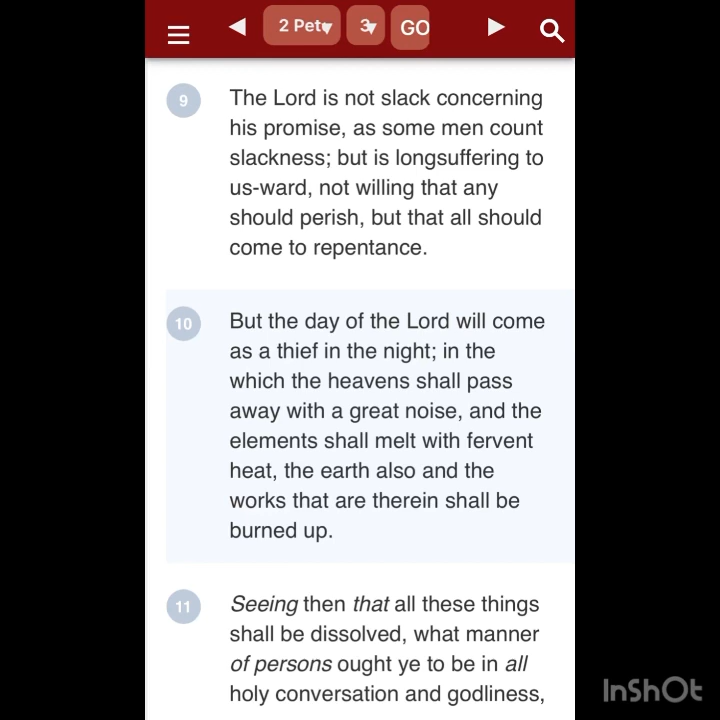 2 Pet 3 GO
9 The Lord is not slack concerning
his promise, as some men count
slackness; but is longsuffering to
us-ward, not willing that any
should perish, but that all should
come to repentance.
10 But the day of the Lord will come
as a thief in the night; in the
which the heavens shall pass
away with a great noise, and the
elements shall melt with fervent
heat, the earth also and the
works that are therein shall be
burned up.
11 Seeing then that all these things
shall be dissolved, what manner
of persons ought ye to be in all
holy conversation and godliness,
InShOt